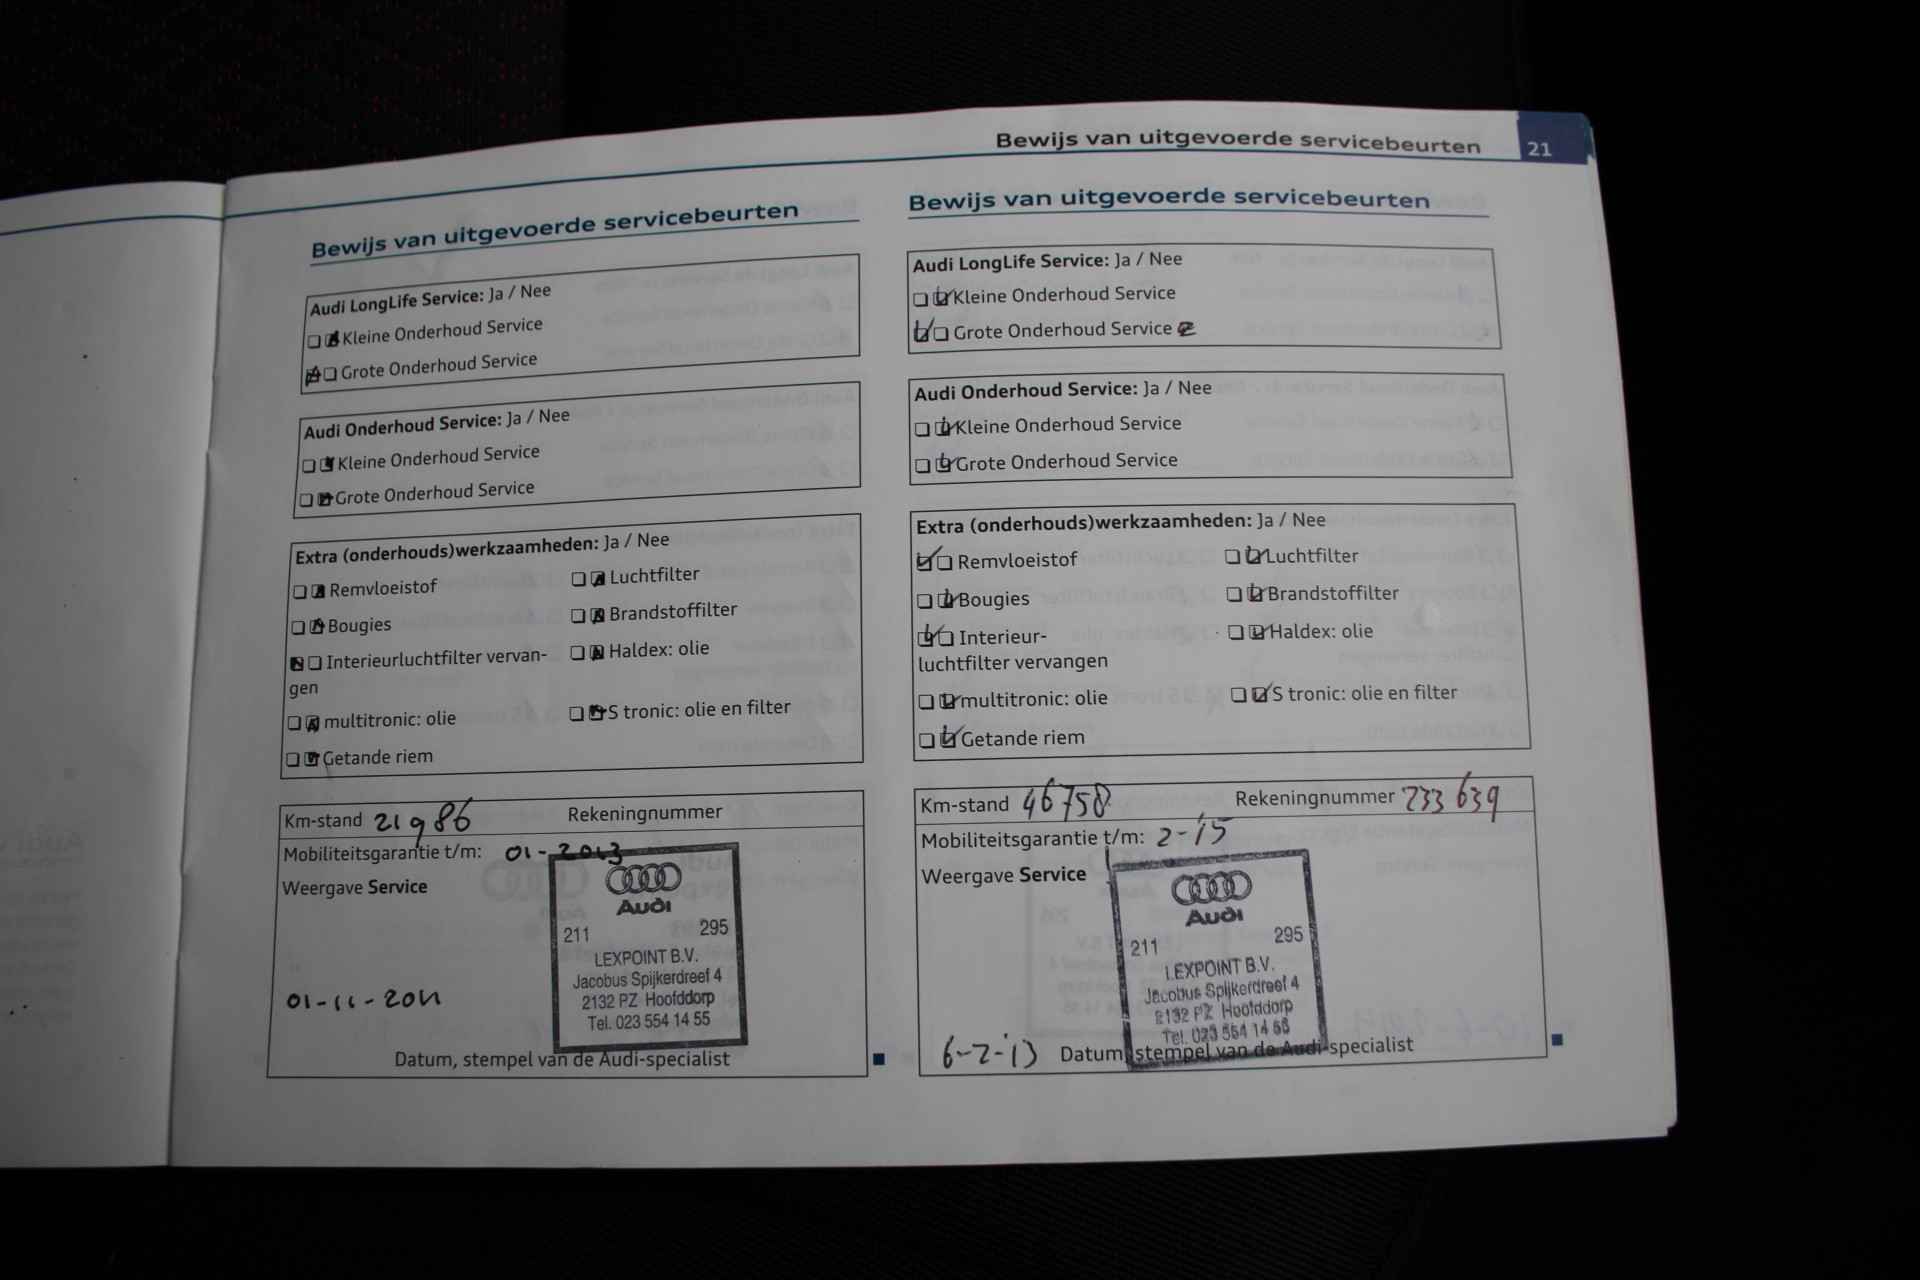 Bewijs van uitgevoerde servicebeurten 21
Bewijs van uitgevoerde servicebeurten
Audi LongLife Service: Ja / Nee
Kleine Onderhoud Service
Grote Onderhoud Service
Audi Onderhoud Service: Ja / Nee
Kleine Onderhoud Service
Grote Onderhoud Service
Extra (onderhouds)werkzaamheden: Ja / Nee
Remvloeistof Luchtfilter
Bougies Brandstoffilter
Interieurluchtfilter vervan- Haldex: olie
gen
multitronic: olie S tronic: olie en filter
Getande riem
Km-stand 21986 Rekeningnummer
Mobiliteitsgarantie t/m: 01-2013
Weergave Service
Audi
211 295
LEXPOINT B.V.
Jacobus Spijkerdreef 4
2132 PZ Hoofddorp
Tel. 023 554 14 55
01-11-2011
Datum, stempel van de Audi-specialist
Bewijs van uitgevoerde servicebeurten
Audi LongLife Service: Ja / Nee
Kleine Onderhoud Service
Grote Onderhoud Service
Audi Onderhoud Service: Ja / Nee
Kleine Onderhoud Service
Grote Onderhoud Service
Extra (onderhouds)werkzaamheden: Ja / Nee
Remvloeistof Luchtfilter
Bougies Brandstoffilter
Interieur- Haldex: olie
luchtfilter vervangen
multitronic: olie S tronic: olie en filter
Getande riem
Km-stand 46758 Rekeningnummer 233639
Mobiliteitsgarantie t/m: 2-15
Weergave Service
Audi
211 295
LEXPOINT B.V.
Jacobus Spijkerdreef 4
2132 PZ Hoofddorp
Tel. 023 554 14 55
6-2-13 Datum, stempel van de Audi-specialist